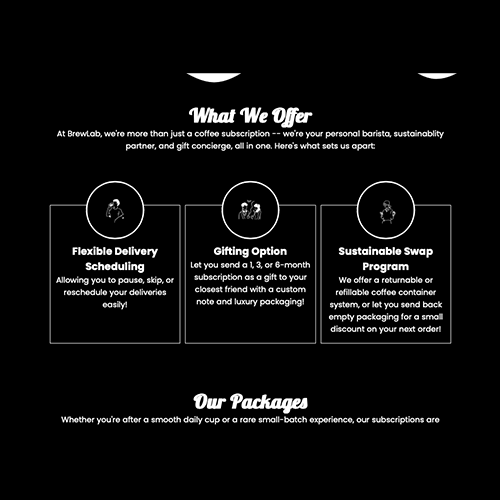 What We Offer
At BrewLab, we're more than just a coffee subscription -- we're your personal barista, sustainablity
partner, and gift concierge, all in one. Here's what sets us apart:
Flexible Delivery
Scheduling
Allowing you to pause, skip, or
reschedule your deliveries
easily!
Gifting Option
Let you send a 1, 3, or 6-month
subscription as a gift to your
closest friend with a custom
note and luxury packaging!
Sustainable Swap
Program
We offer a returnable or
refillable coffee container
system, or let you send back
empty packaging for a small
discount on your next order!
Our Packages
Whether you're after a smooth daily cup or a rare small-batch experience, our subscriptions are